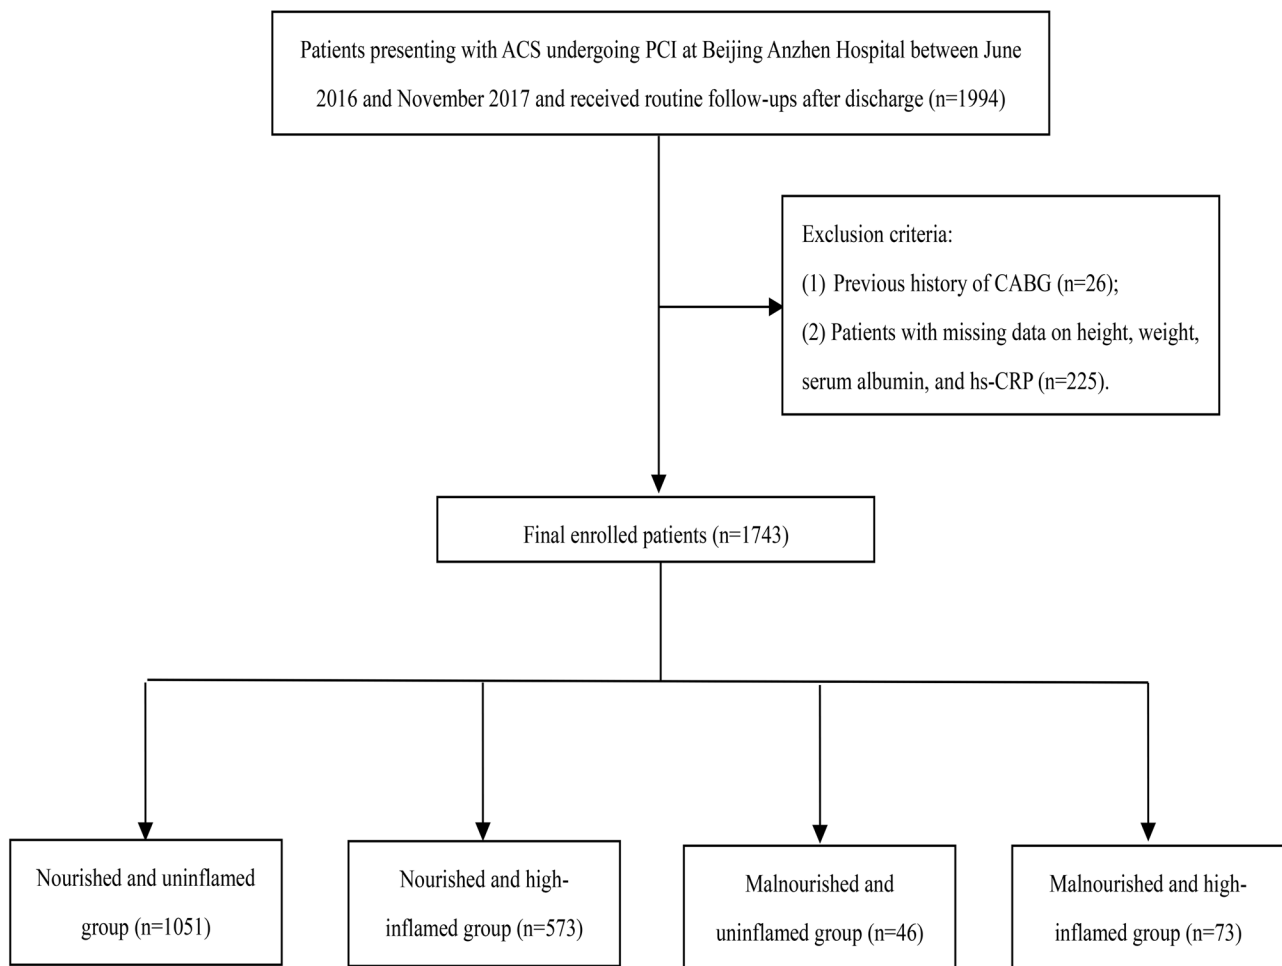 Patients presenting with ACS undergoing PCI at Beijing Anzhen Hospital between June
2016 and November 2017 and received routine follow-ups after discharge (n=1994)
Exclusion criteria:
(1) Previous history of CABG (n=26);
(2) Patients with missing data on height, weight,
serum albumin, and hs-CRP (n=225).
Final enrolled patients (n=1743)
Nourished and uninflamed
group (n=1051)
Nourished and high-
inflamed group (n=573)
Malnourished and
uninflamed group (n=46)
Malnourished and high-
inflamed group (n=73)